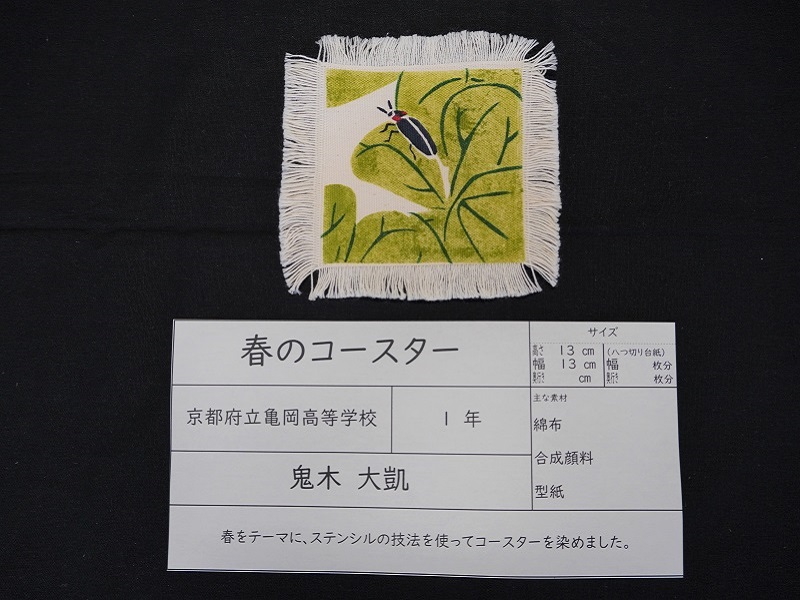 春のコースター
サイズ
高さ 13 cm
幅 13 cm
奥行き cm
(八つ切り台紙)
幅 枚分
奥行き 枚分
京都府立亀岡高等学校
1 年
主な素材
綿布
合成顔料
型紙
鬼木 大凱
春をテーマに、ステンシルの技法を使ってコースターを染めました。